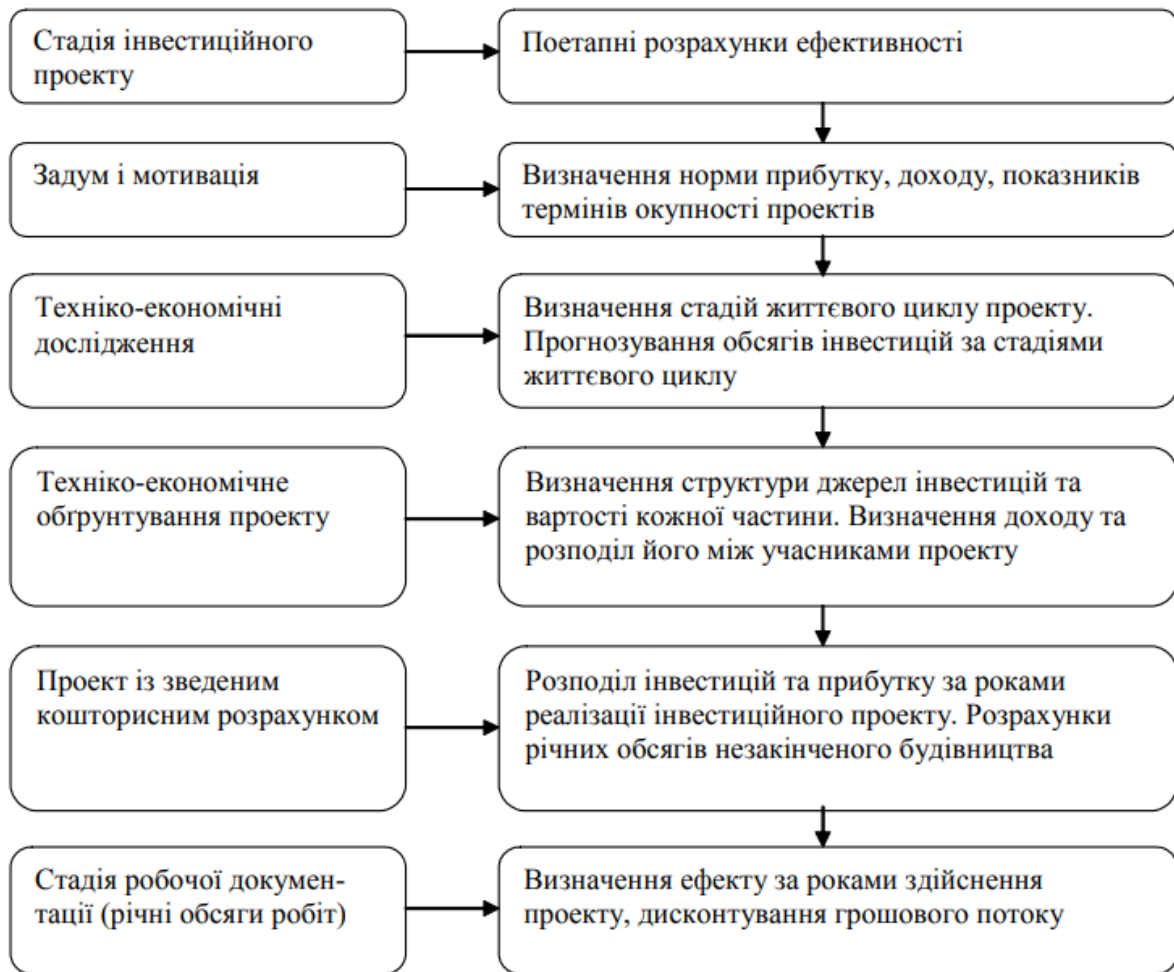 Стадія інвестиційного
проекту
Поетапні розрахунки ефективності
Задум і мотивація
Визначення норми прибутку, доходу, показників
термінів окупності проектів
Техніко-економічні
дослідження
Визначення стадій життєвого циклу проекту.
Прогнозування обсягів інвестицій за стадіями
життєвого циклу
Техніко-економічне
обґрунтування проекту
Визначення структури джерел інвестицій та
вартості кожної частини. Визначення доходу та
розподіл його між учасниками проекту
Проект із зведеним
кошторисним розрахунком
Розподіл інвестицій та прибутку за роками
реалізації інвестиційного проекту. Розрахунки
річних обсягів незакінченого будівництва
Стадія робочої докумен-
тації (річні обсяги робіт)
Визначення ефекту за роками здійснення
проекту, дисконтування грошового потоку